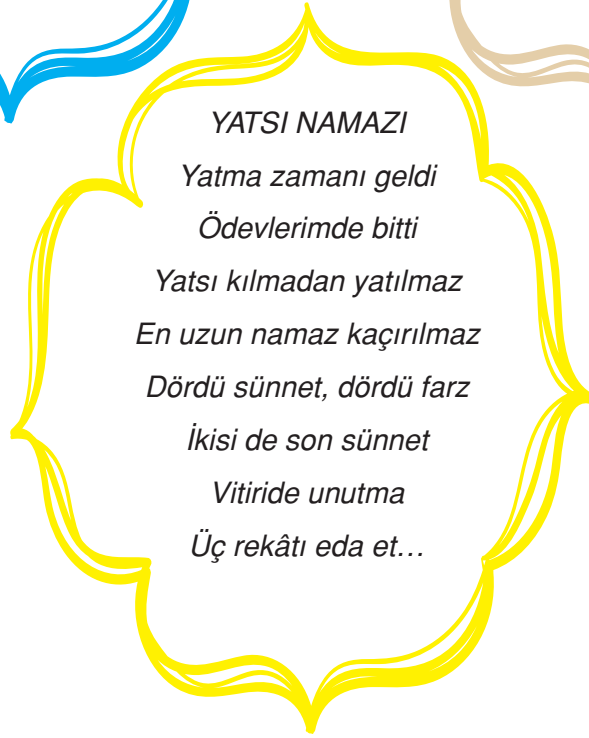 YATSI NAMAZI
Yatma zamanı geldi
Ödevlerimde bitti
Yatsı kılmadan yatılmaz
En uzun namaz kaçırılmaz
Dördü sünnet, dördü farz
İkisi de son sünnet
Vitiride unutma
Üç rekâtı eda et…